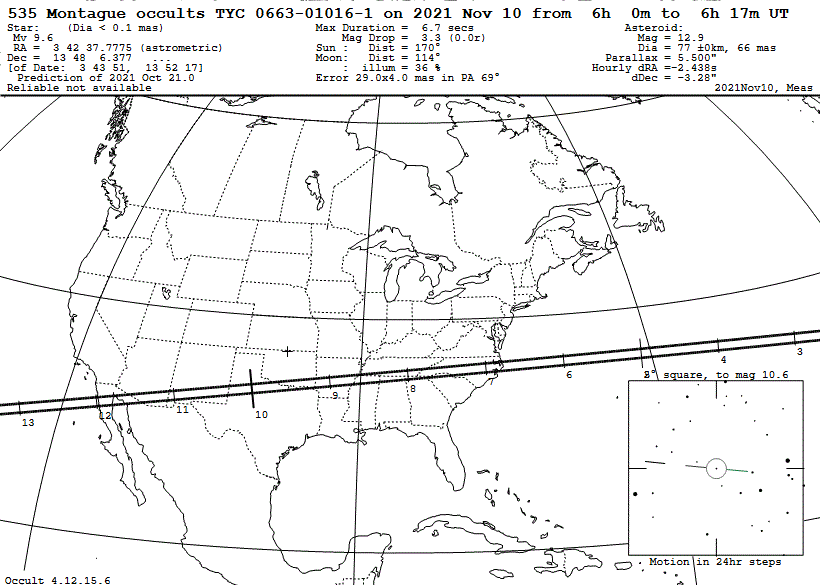 535 Montague occults TYC 0663-01016-1 on 2021 Nov 10 from  6h  0m to  6h 17m UT
Star:    (Dia < 0.1 mas)
Mv 9.6
RA =  3 42 37.7775 (astrometric)
Dec =  13 48  6.377  ...
[of Date:  3 43 51,  13 52 17]
Prediction of 2021 Oct 21.0
Reliable not available
Max Duration =  6.7 secs
Mag Drop =  3.3 (0.0r)
Sun :   Dist = 170°
Moon:   Dist = 114°
:  illum = 36 %
Error 29.0x4.0 mas in PA 69°
Asteroid:
Mag = 12.9
Dia = 77 ±0km, 66 mas
Parallax = 5.500"
Hourly dRA =-2.438s
dDec = -3.28"
2021Nov10, Meas
3
4
6
7
8
9
10
11
12
13
° square, to mag 10.6
Motion in 24hr steps
Occult 4.12.15.6